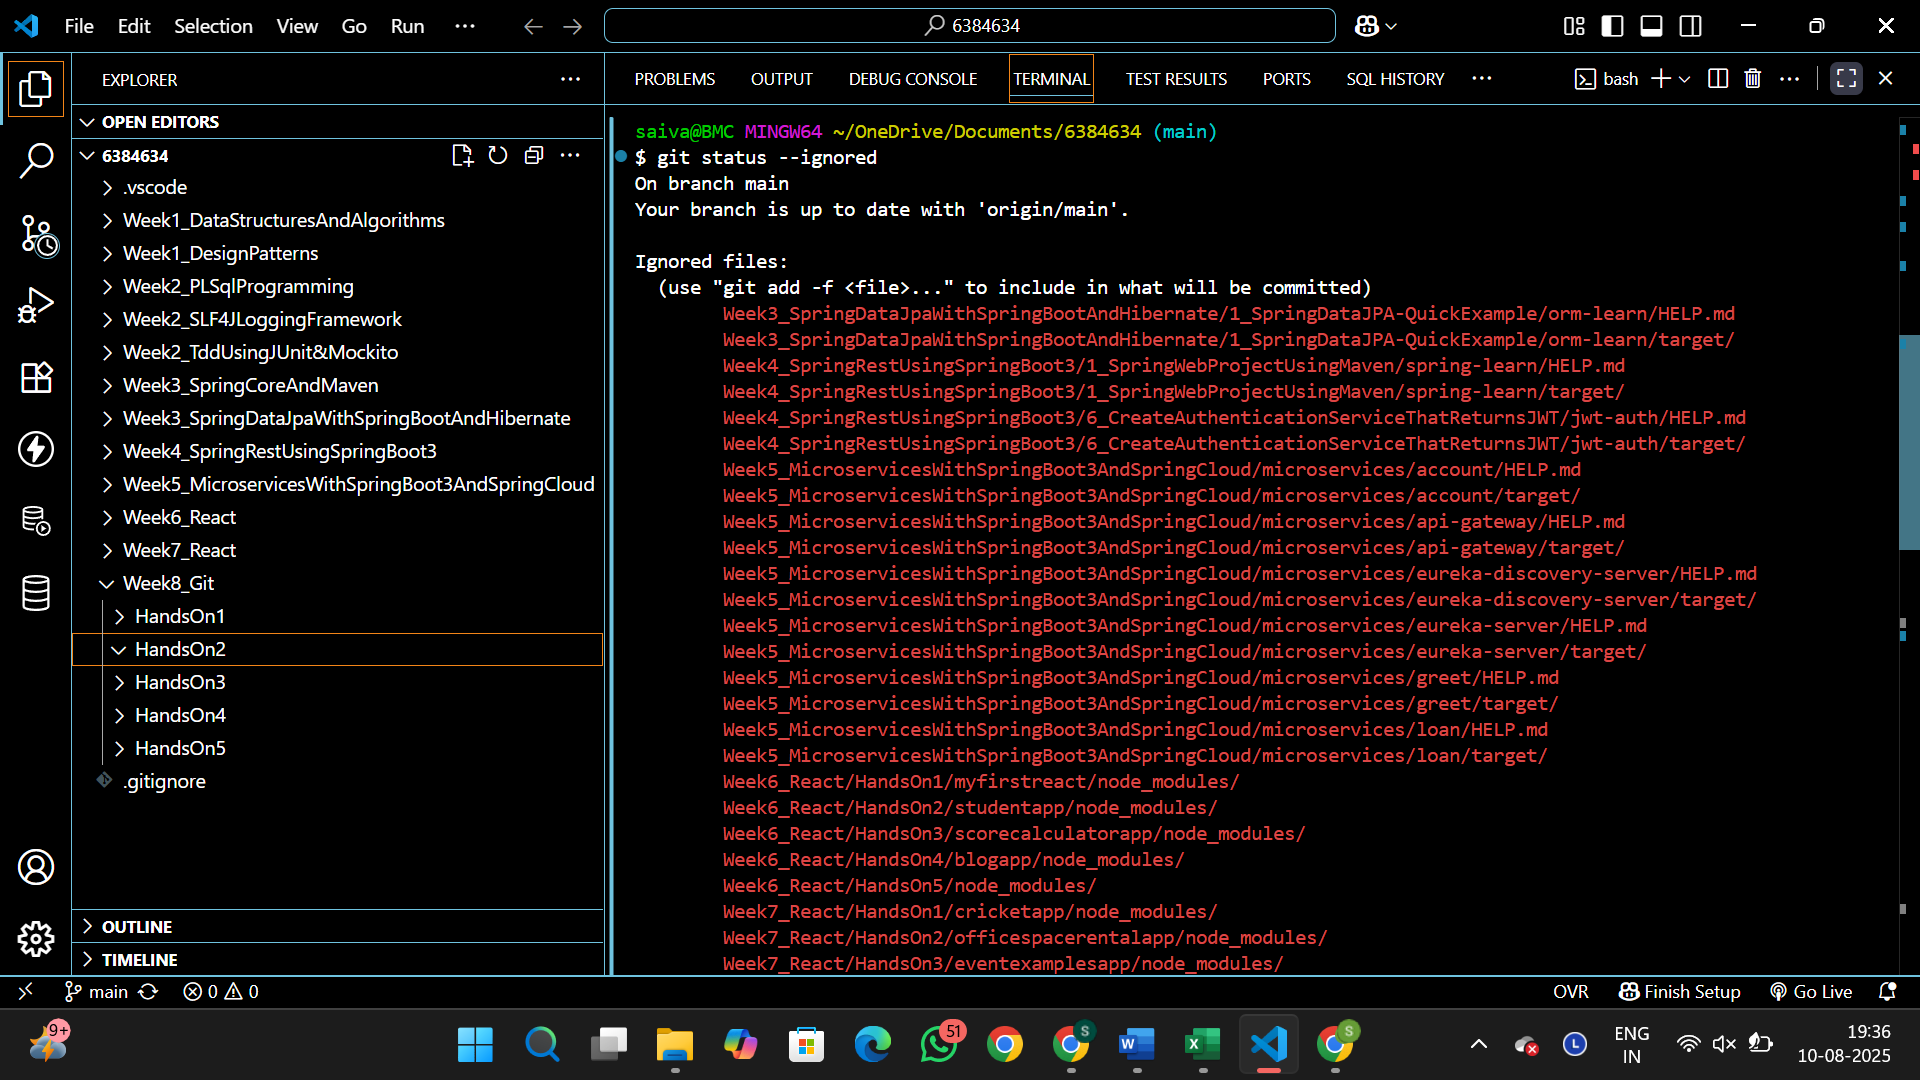 File Edit Selection View Go Run ...
6384634
EXPLORER
OPEN EDITORS
6384634
.vscode
Week1_DataStructuresAndAlgorithms
Week1_DesignPatterns
Week2_PLSqlProgramming
Week2_SLF4JLoggingFramework
Week2_TddUsingJUnit&Mockito
Week3_SpringCoreAndMaven
Week3_SpringDataJpaWithSpringBootAndHibernate
Week4_SpringRestUsingSpringBoot3
Week5_MicroservicesWithSpringBoot3AndSpringCloud
Week6_React
Week7_React
Week8_Git
HandsOn1
HandsOn2
HandsOn3
HandsOn4
HandsOn5
.gitignore
OUTLINE
TIMELINE
PROBLEMS OUTPUT DEBUG CONSOLE TERMINAL TEST RESULTS PORTS SQL HISTORY ... bash
saiva@BMC MINGW64 ~/OneDrive/Documents/6384634 (main)
$ git status --ignored
On branch main
Your branch is up to date with 'origin/main'.
Ignored files:
(use "git add -f <file>..." to include in what will be committed)
Week3_SpringDataJpaWithSpringBootAndHibernate/1_SpringDataJPA-QuickExample/orm-learn/HELP.md
Week3_SpringDataJpaWithSpringBootAndHibernate/1_SpringDataJPA-QuickExample/orm-learn/target/
Week4_SpringRestUsingSpringBoot3/1_SpringWebProjectUsingMaven/spring-learn/HELP.md
Week4_SpringRestUsingSpringBoot3/1_SpringWebProjectUsingMaven/spring-learn/target/
Week4_SpringRestUsingSpringBoot3/6_CreateAuthenticationServiceThatReturnsJWT/jwt-auth/HELP.md
Week4_SpringRestUsingSpringBoot3/6_CreateAuthenticationServiceThatReturnsJWT/jwt-auth/target/
Week5_MicroservicesWithSpringBoot3AndSpringCloud/microservices/account/HELP.md
Week5_MicroservicesWithSpringBoot3AndSpringCloud/microservices/account/target/
Week5_MicroservicesWithSpringBoot3AndSpringCloud/microservices/api-gateway/HELP.md
Week5_MicroservicesWithSpringBoot3AndSpringCloud/microservices/api-gateway/target/
Week5_MicroservicesWithSpringBoot3AndSpringCloud/microservices/eureka-discovery-server/HELP.md
Week5_MicroservicesWithSpringBoot3AndSpringCloud/microservices/eureka-discovery-server/target/
Week5_MicroservicesWithSpringBoot3AndSpringCloud/microservices/eureka-server/HELP.md
Week5_MicroservicesWithSpringBoot3AndSpringCloud/microservices/eureka-server/target/
Week5_MicroservicesWithSpringBoot3AndSpringCloud/microservices/greet/HELP.md
Week5_MicroservicesWithSpringBoot3AndSpringCloud/microservices/greet/target/
Week5_MicroservicesWithSpringBoot3AndSpringCloud/microservices/loan/HELP.md
Week5_MicroservicesWithSpringBoot3AndSpringCloud/microservices/loan/target/
Week6_React/HandsOn1/myfirstreact/node_modules/
Week6_React/HandsOn2/studentapp/node_modules/
Week6_React/HandsOn3/scorecalculatorapp/node_modules/
Week6_React/HandsOn4/blogapp/node_modules/
Week6_React/HandsOn5/node_modules/
Week7_React/HandsOn1/cricketapp/node_modules/
Week7_React/HandsOn2/officespacerentalapp/node_modules/
Week7_React/HandsOn3/eventexamplesapp/node_modules/
main 0 0 OVR Finish Setup Go Live
9+ 51 S W X S L ENG 19:36
IN 10-08-2025